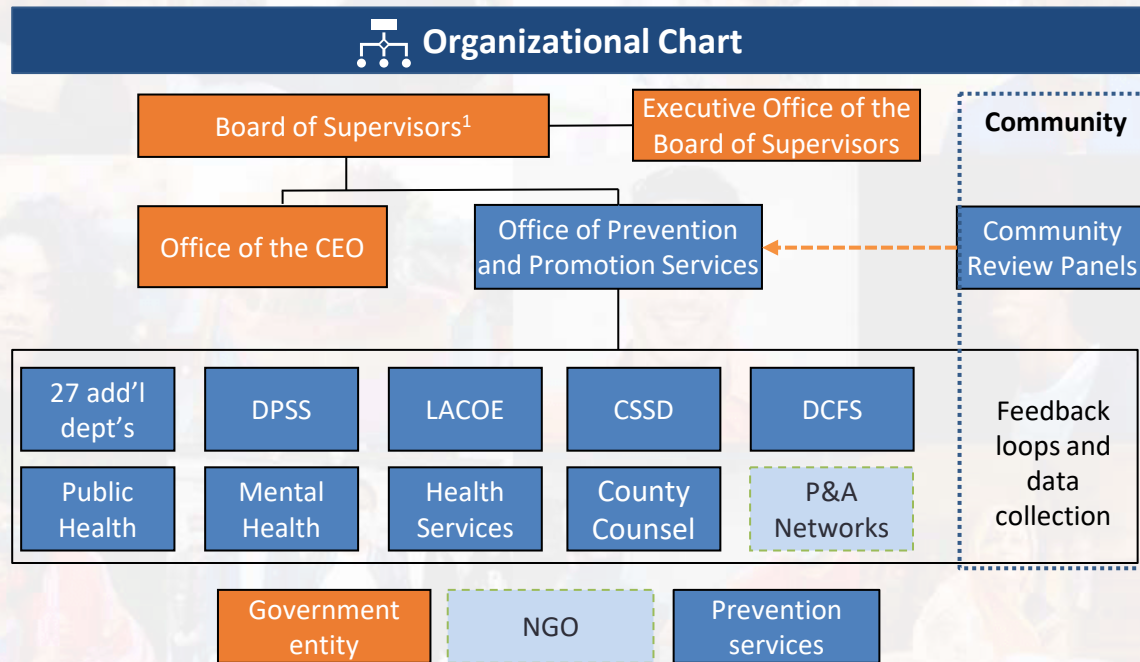 Organizational Chart
Board of Supervisors1
Executive Office of the
Board of Supervisors
Community
Office of the CEO
Office of Prevention
and Promotion Services
Community
Review Panels
27 add'l
dept's
DPSS
LACOE
CSSD
DCFS
Public
Health
Mental
Health
Health
Services
County
Counsel
P&A
Networks
Feedback
loops and
data
collection
Government
entity
NGO
Prevention
services